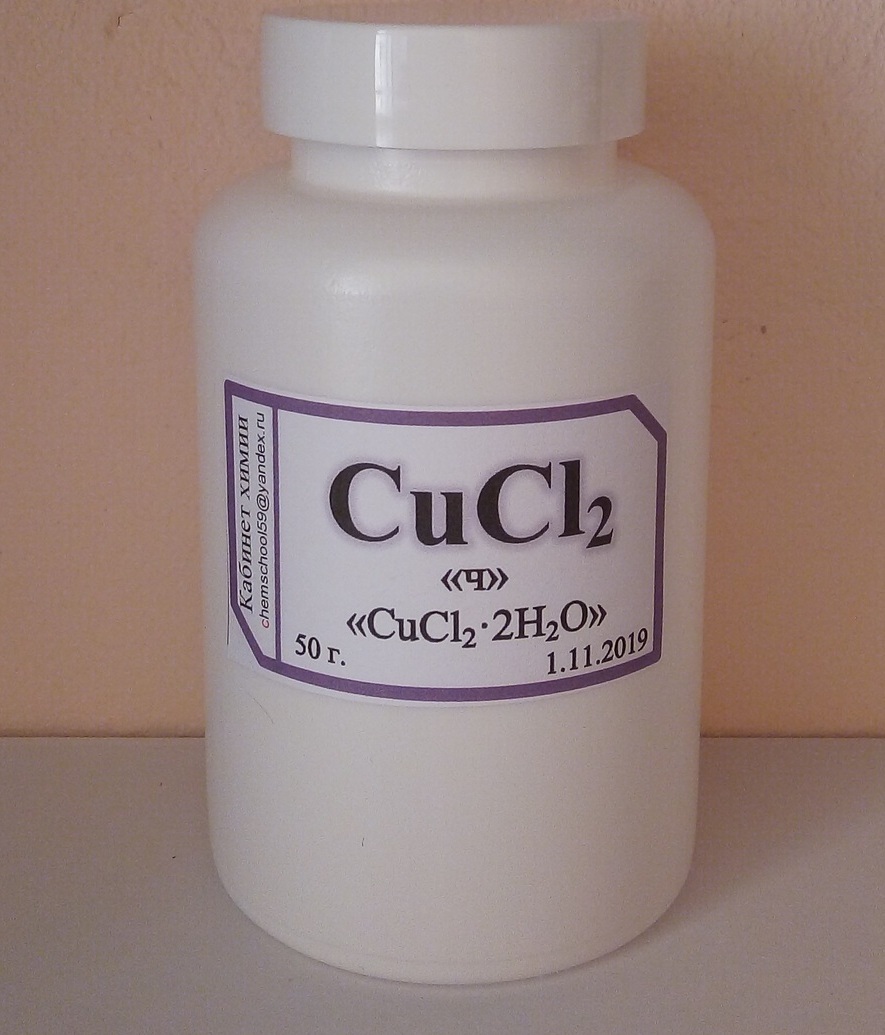 Кабинет химии
chemschool59@yandex.ru
CuCl₂
«ч»
«CuCl₂·2H₂O»
50 г.
1.11.2019